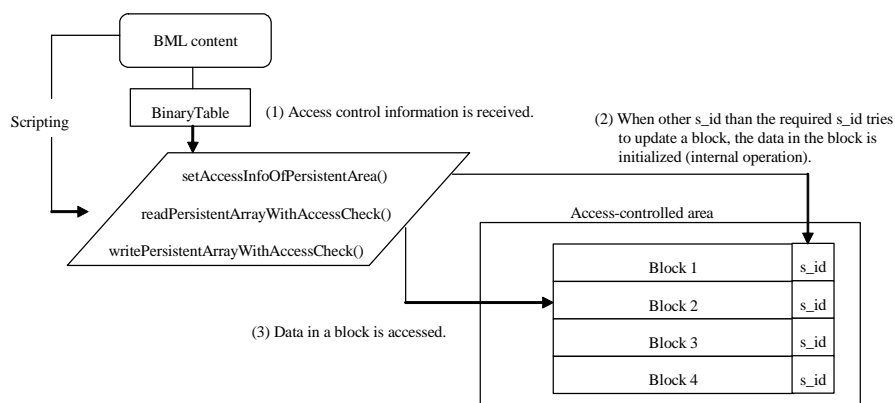 BML content
BinaryTable
(1) Access control information is received.
Scripting
(2) When other s_id than the required s_id tries
to update a block, the data in the block is
initialized (internal operation).
setAccessInfoOfPersistentArea()
readPersistentArrayWithAccessCheck()
writePersistentArrayWithAccessCheck()
Access-controlled area
Block 1 s_id
Block 2 s_id
(3) Data in a block is accessed.
Block 3 s_id
Block 4 s_id